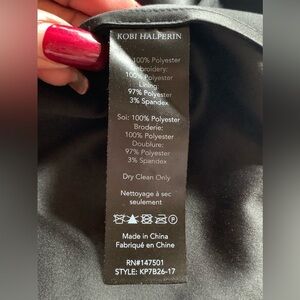 KOBI HALPERIN
100% Polyester
Embroidery:
100% Polyester
Lining:
97% Polyester
3% Spandex
Soi: 100% Polyester
Broderie:
100% Polyester
Doublure:
97% Polyester
3% Spandex
Dry Clean Only
Nettoyage à sec
seulement
Made in China
Fabriqué en Chine
RN#147501
STYLE: KP7B26-17